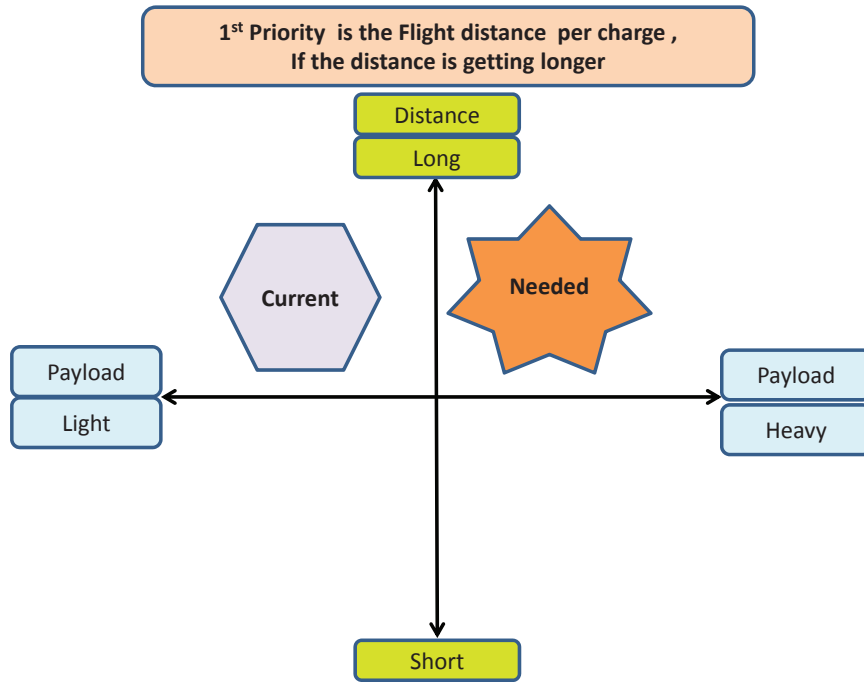 1st Priority is the Flight distance per charge ,
If the distance is getting longer
Distance
Long
Current
Needed
Payload
Light
Payload
Heavy
Short